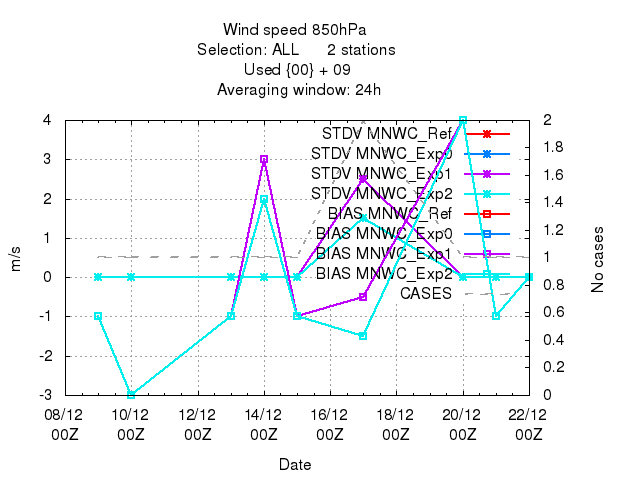 Wind speed 850hPa
Selection: ALL 2 stations
Used {00} + 09
Averaging window: 24h
4 2
STDV MNWC_Ref
1.8
STDV MNWC_Exp0
3 1.6
STDV MNWC_Exp1
STDV MNWC_Exp2
2 1.4
BIAS MNWC_Ref
1.2
BIAS MNWC_Exp0
1
BIAS MNWC_Exp1
1
BIAS MNWC_Exp2
0 0.8
CASES
m/s No cases
0.6
-1
0.4
-2
0.2
-3 0
08/12 10/12 12/12 14/12 16/12 18/12 20/12 22/12
00Z 00Z 00Z 00Z 00Z 00Z 00Z 00Z
Date